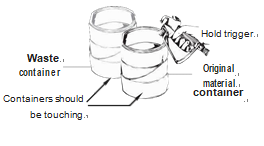 Hold trigger.
Waste
container
Original
material
container
Containers should
be touching.